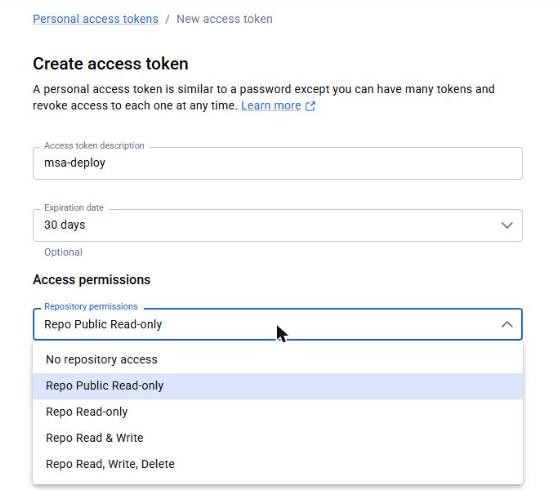 Personal access tokens / New access token
Create access token
A personal access token is similar to a password except you can have many tokens and
revoke access to each one at any time. Learn more
Access token description
msa-deploy
Expiration date
30 days
Optional
Access permissions
Repository permissions
Repo Public Read-only
No repository access
Repo Public Read-only
Repo Read-only
Repo Read & Write
Repo Read, Write, Delete